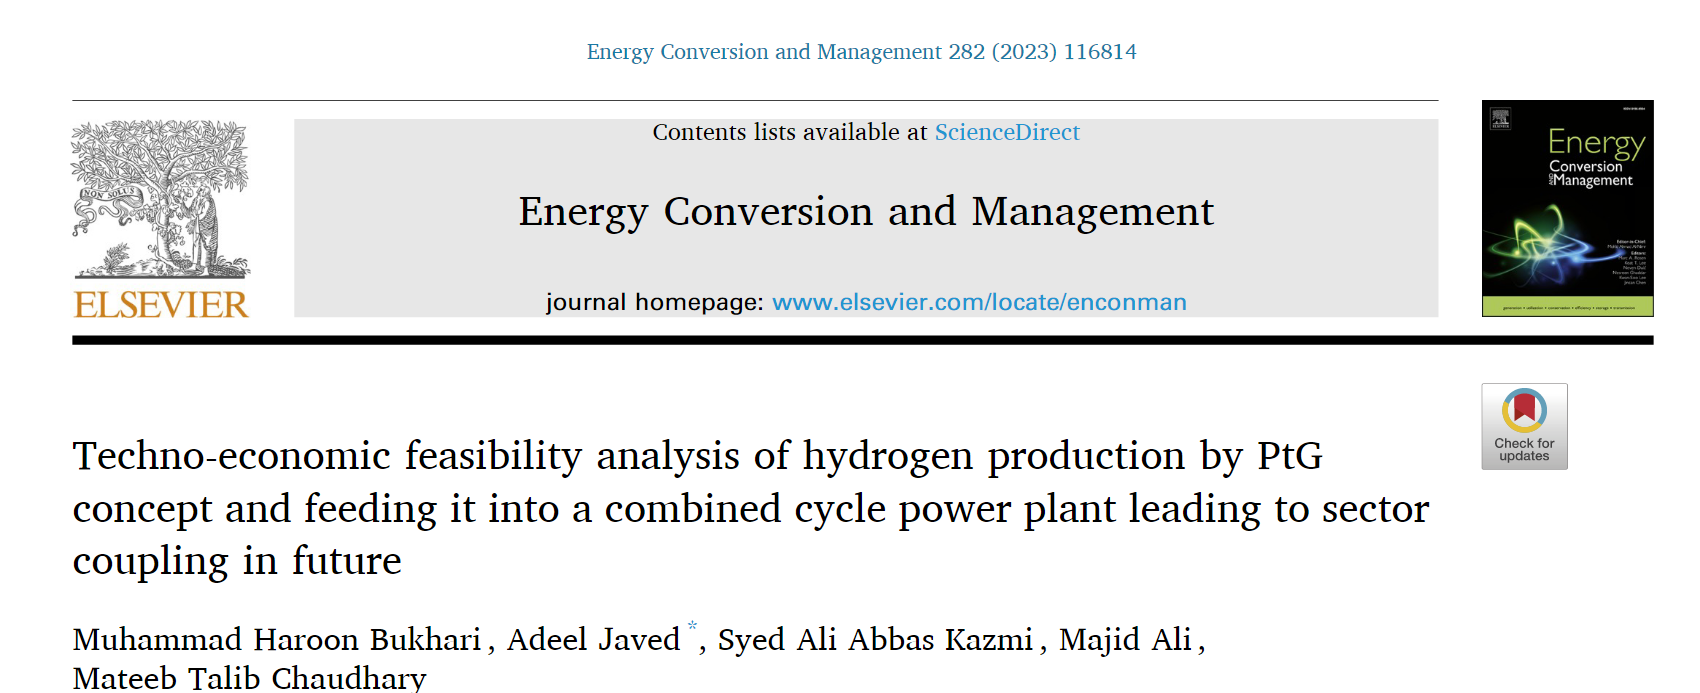 Energy Conversion and Management 282 (2023) 116814
Contents lists available at ScienceDirect
Energy Conversion and Management
journal homepage: www.elsevier.com/locate/enconman
NON SOLUS
ELSEVIER
Energy
Conversion
AND Management
Techno-economic feasibility analysis of hydrogen production by PtG
concept and feeding it into a combined cycle power plant leading to sector
coupling in future
Check for
updates
Muhammad Haroon Bukhari, Adeel Javed *, Syed Ali Abbas Kazmi, Majid Ali,
Mateeb Talib Chaudhary